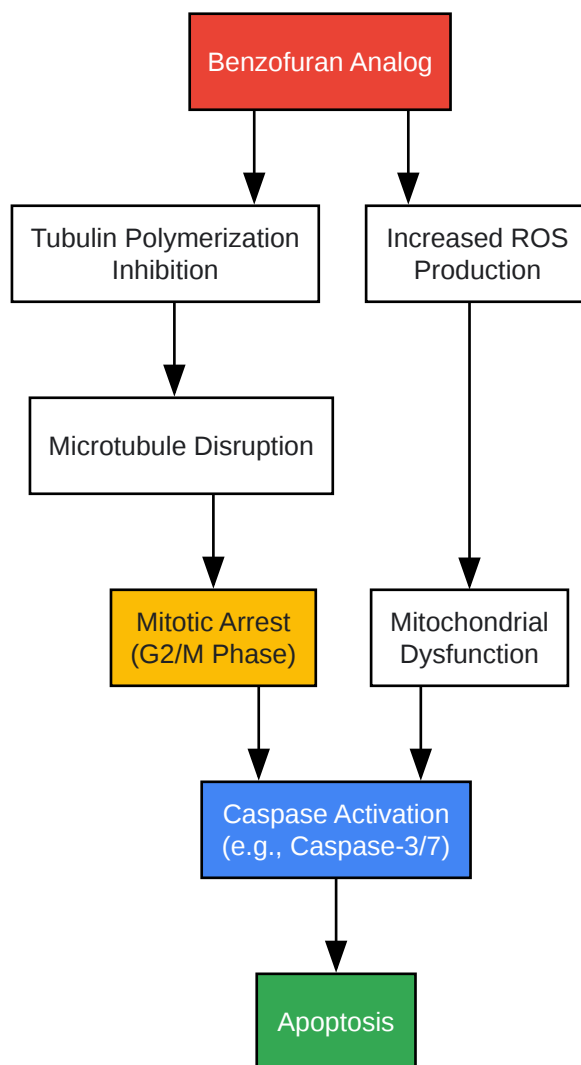 Benzofuran Analog
Tubulin Polymerization
Inhibition
Increased ROS
Production
Microtubule Disruption
Mitotic Arrest
(G2/M Phase)
Mitochondrial
Dysfunction
Caspase Activation
(e.g., Caspase-3/7)
Apoptosis